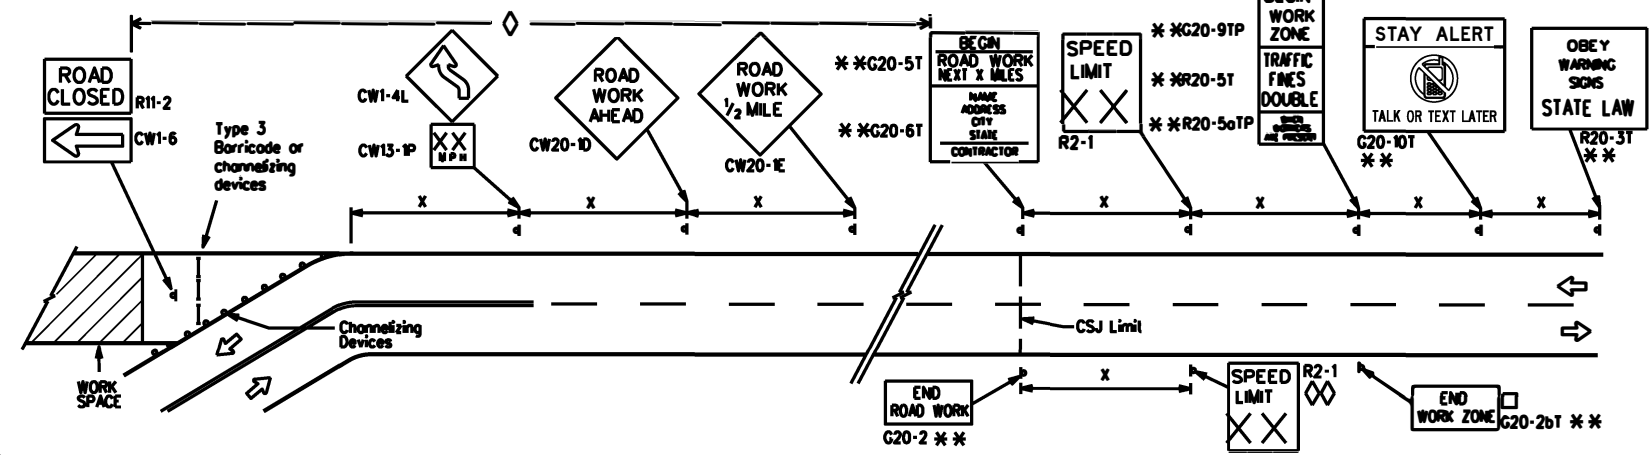 ROAD
CLOSED
R11-2
CW1-6
Type 3
Barricade or
channelizing
devices
CW1-4L
XX
MPH
CW13-1P
ROAD
WORK
AHEAD
CW20-1D
ROAD
WORK
½ MILE
CW20-1E
**G20-5T
BEGIN
ROAD WORK
NEXT X MILES
**G20-6T
NAME
ADDRESS
CITY
STATE
CONTRACTOR
SPEED
LIMIT
XX
R2-1
**G20-9TP
BEGIN
WORK
ZONE
**R20-5T
TRAFFIC
FINES
DOUBLE
**R20-5aTP
WHEN
WORKERS
ARE PRESENT
STAY ALERT
TALK OR TEXT LATER
G20-10T
**
OBEY
WARNING
SIGNS
STATE LAW
R20-3T
**
X
X
X
X
X
X
X
Channelizing
Devices
WORK
SPACE
CSJ Limit
END
ROAD WORK
G20-2 **
X
SPEED
LIMIT
XX
R2-1
END
WORK ZONE
G20-2bT **